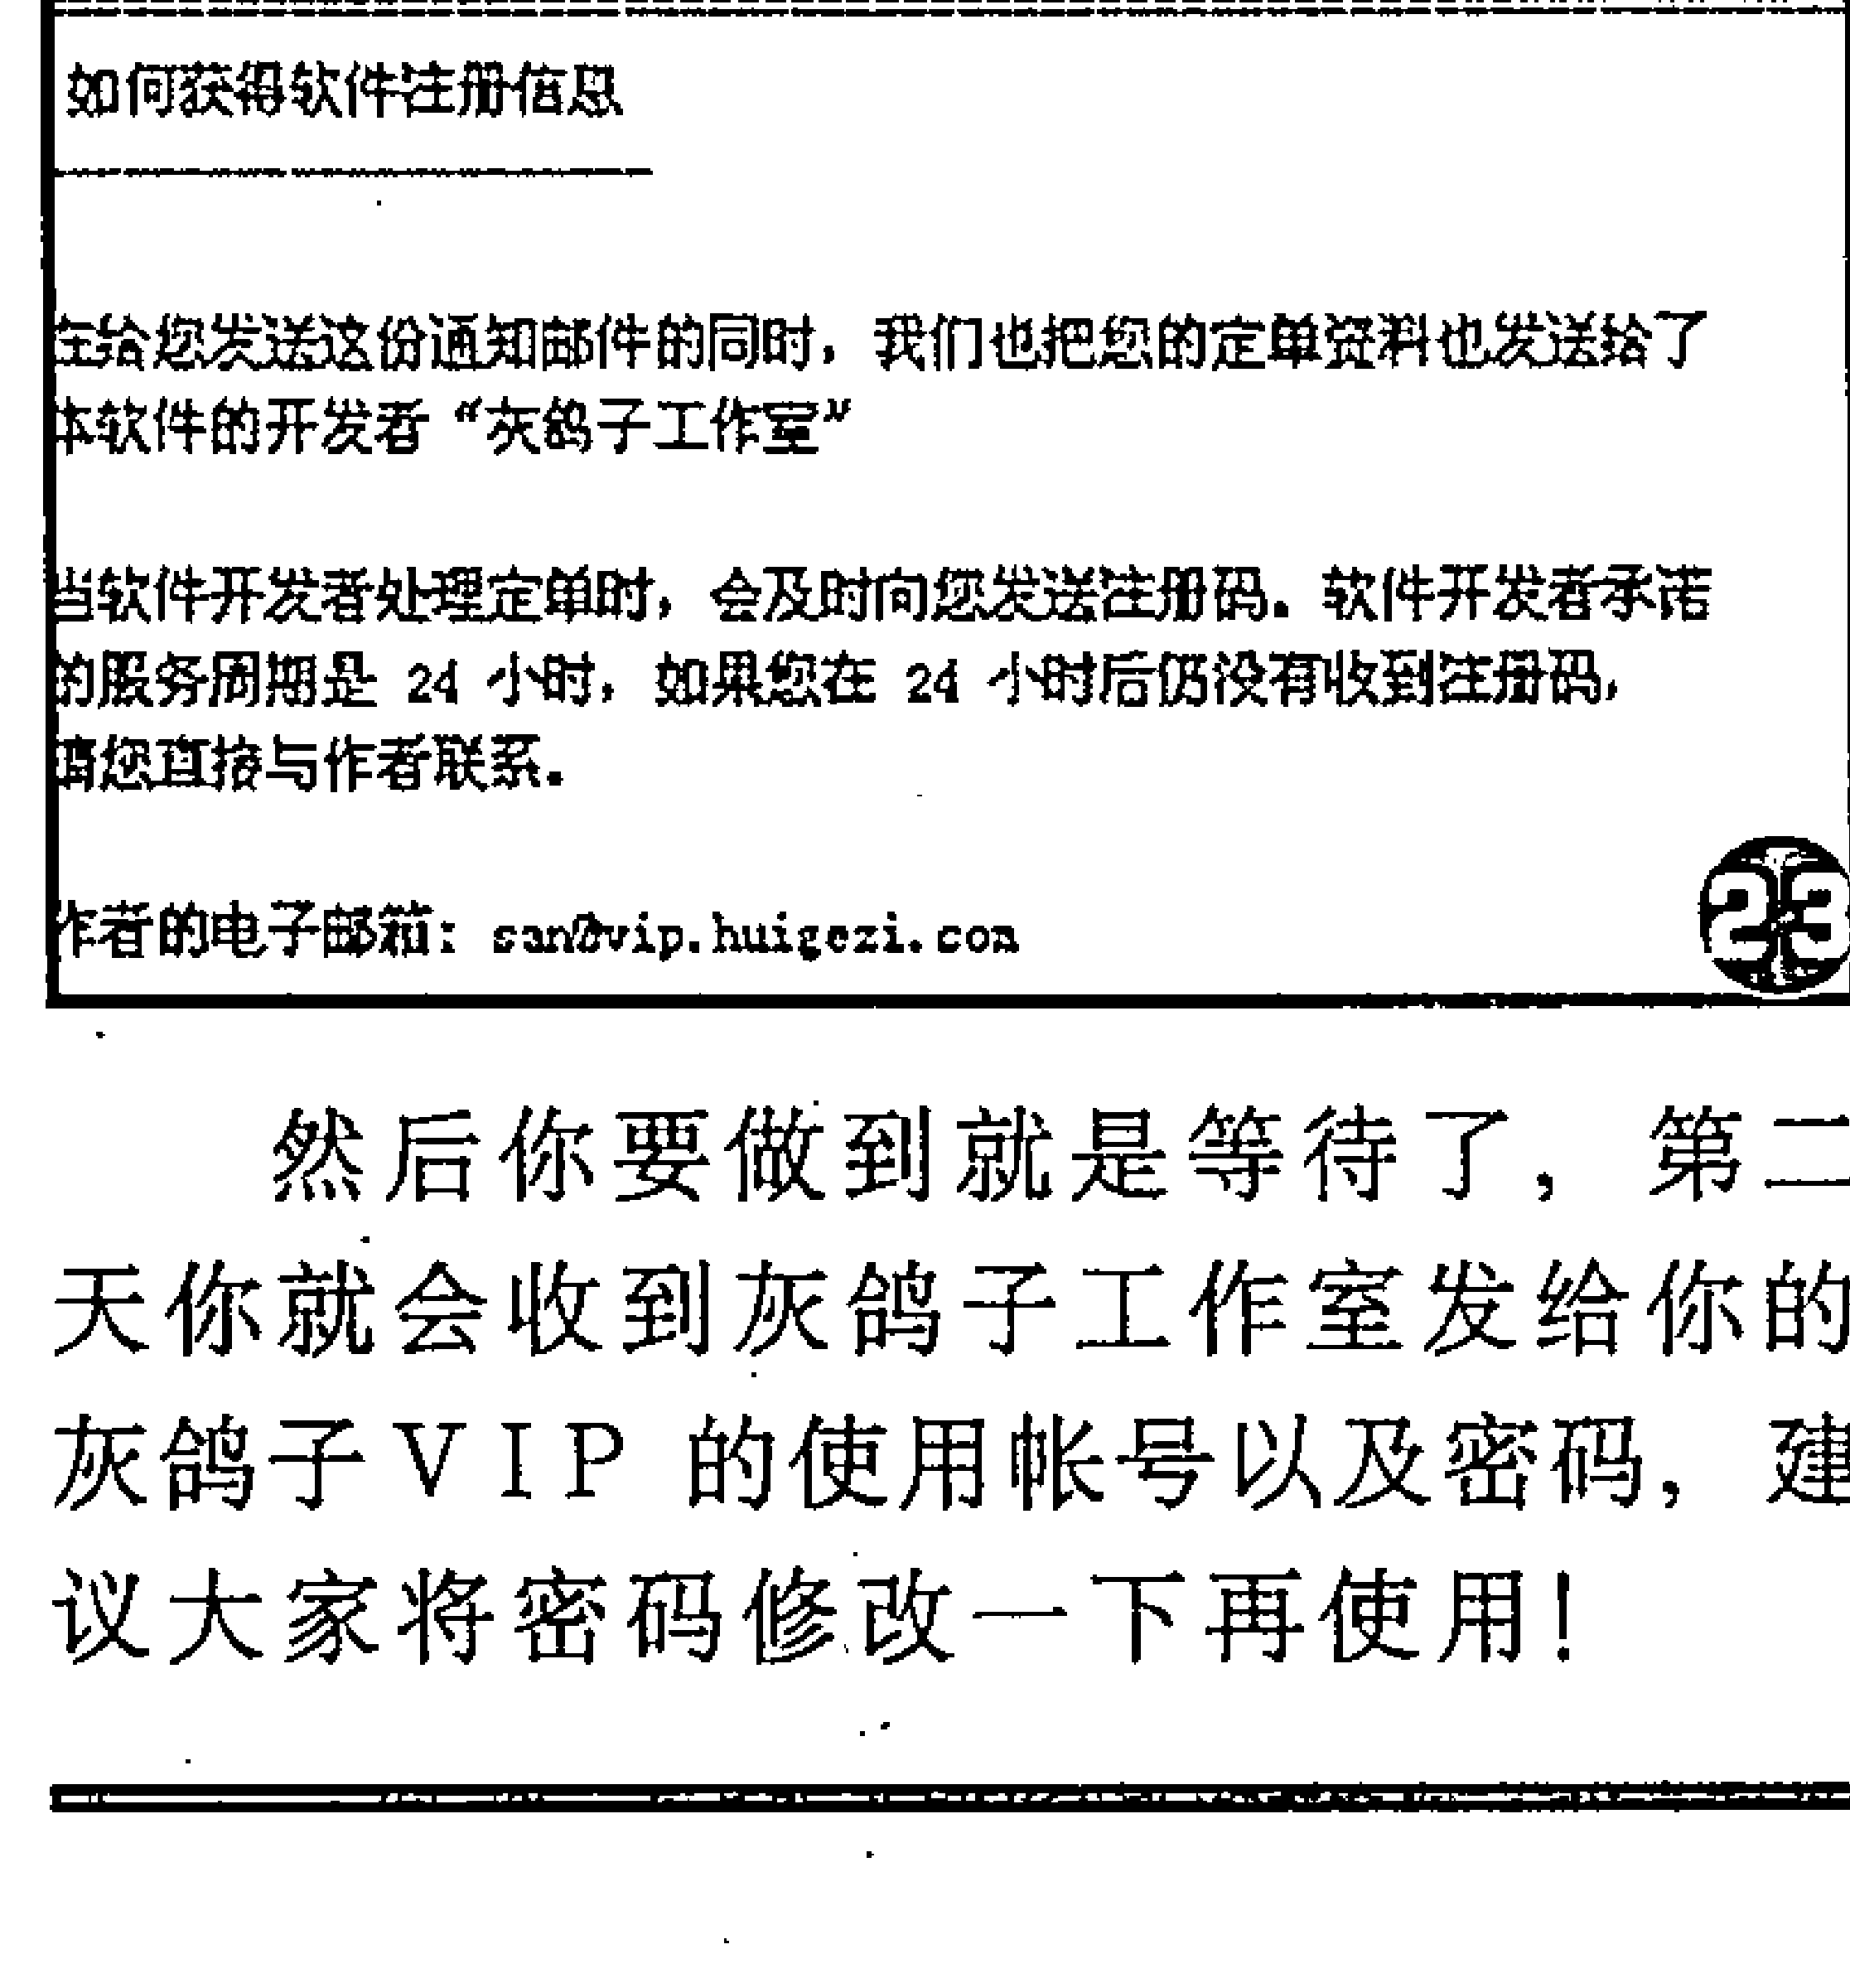 如何获得软件注册信息
在给您发送这份通知邮件的同时，我们也把您的定单资料也发送给了
本软件的开发者“灰鸽子工作室”
当软件开发者处理定单时，会及时向您发送注册码。软件开发者承诺
的服务周期是 24 小时，如果您在 24 小时后仍没有收到注册码，
请您直接与作者联系。
作者的电子邮箱：san@vip.huigezi.com
23
然后你要做到就是等待了，第二
天你就会收到灰鸽子工作室发给你的
灰鸽子VIP 的使用帐号以及密码，建
议大家将密码修改一下再使用！